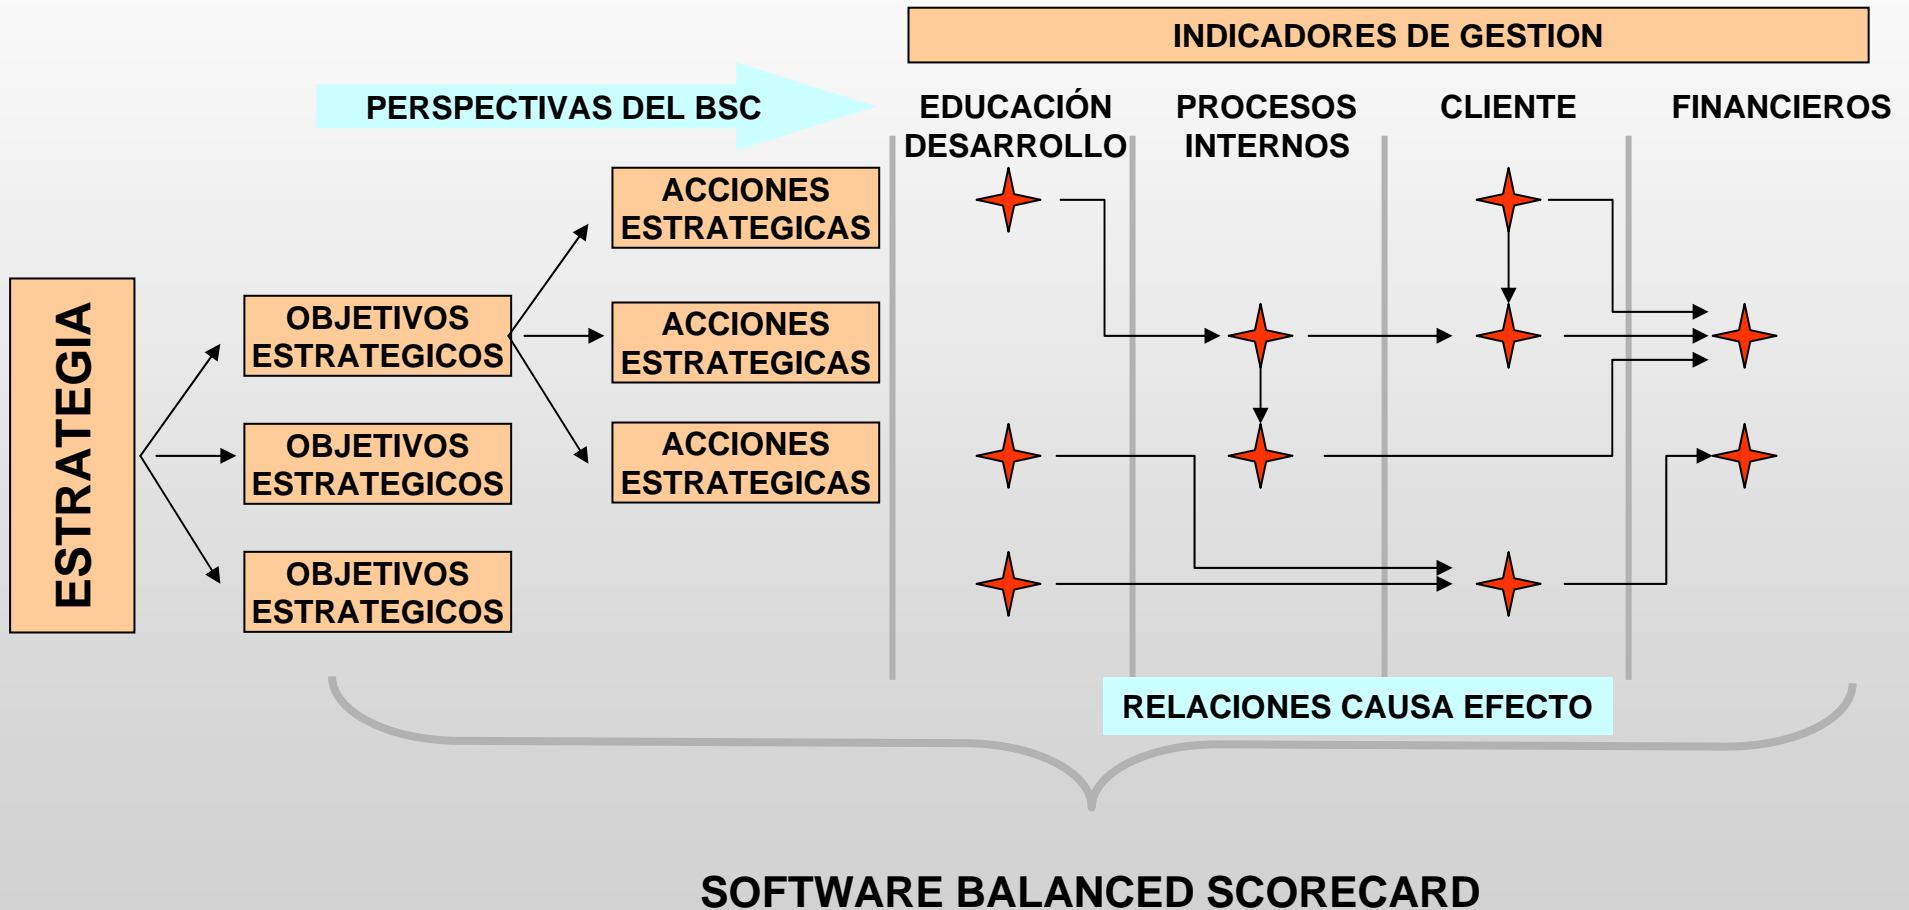 INDICADORES DE GESTION
PERSPECTIVAS DEL BSC
EDUCACIÓN
DESARROLLO
PROCESOS
INTERNOS
CLIENTE
FINANCIEROS
ESTRATEGIA
OBJETIVOS
ESTRATEGICOS
OBJETIVOS
ESTRATEGICOS
OBJETIVOS
ESTRATEGICOS
ACCIONES
ESTRATEGICAS
ACCIONES
ESTRATEGICAS
ACCIONES
ESTRATEGICAS
RELACIONES CAUSA EFECTO
SOFTWARE BALANCED SCORECARD